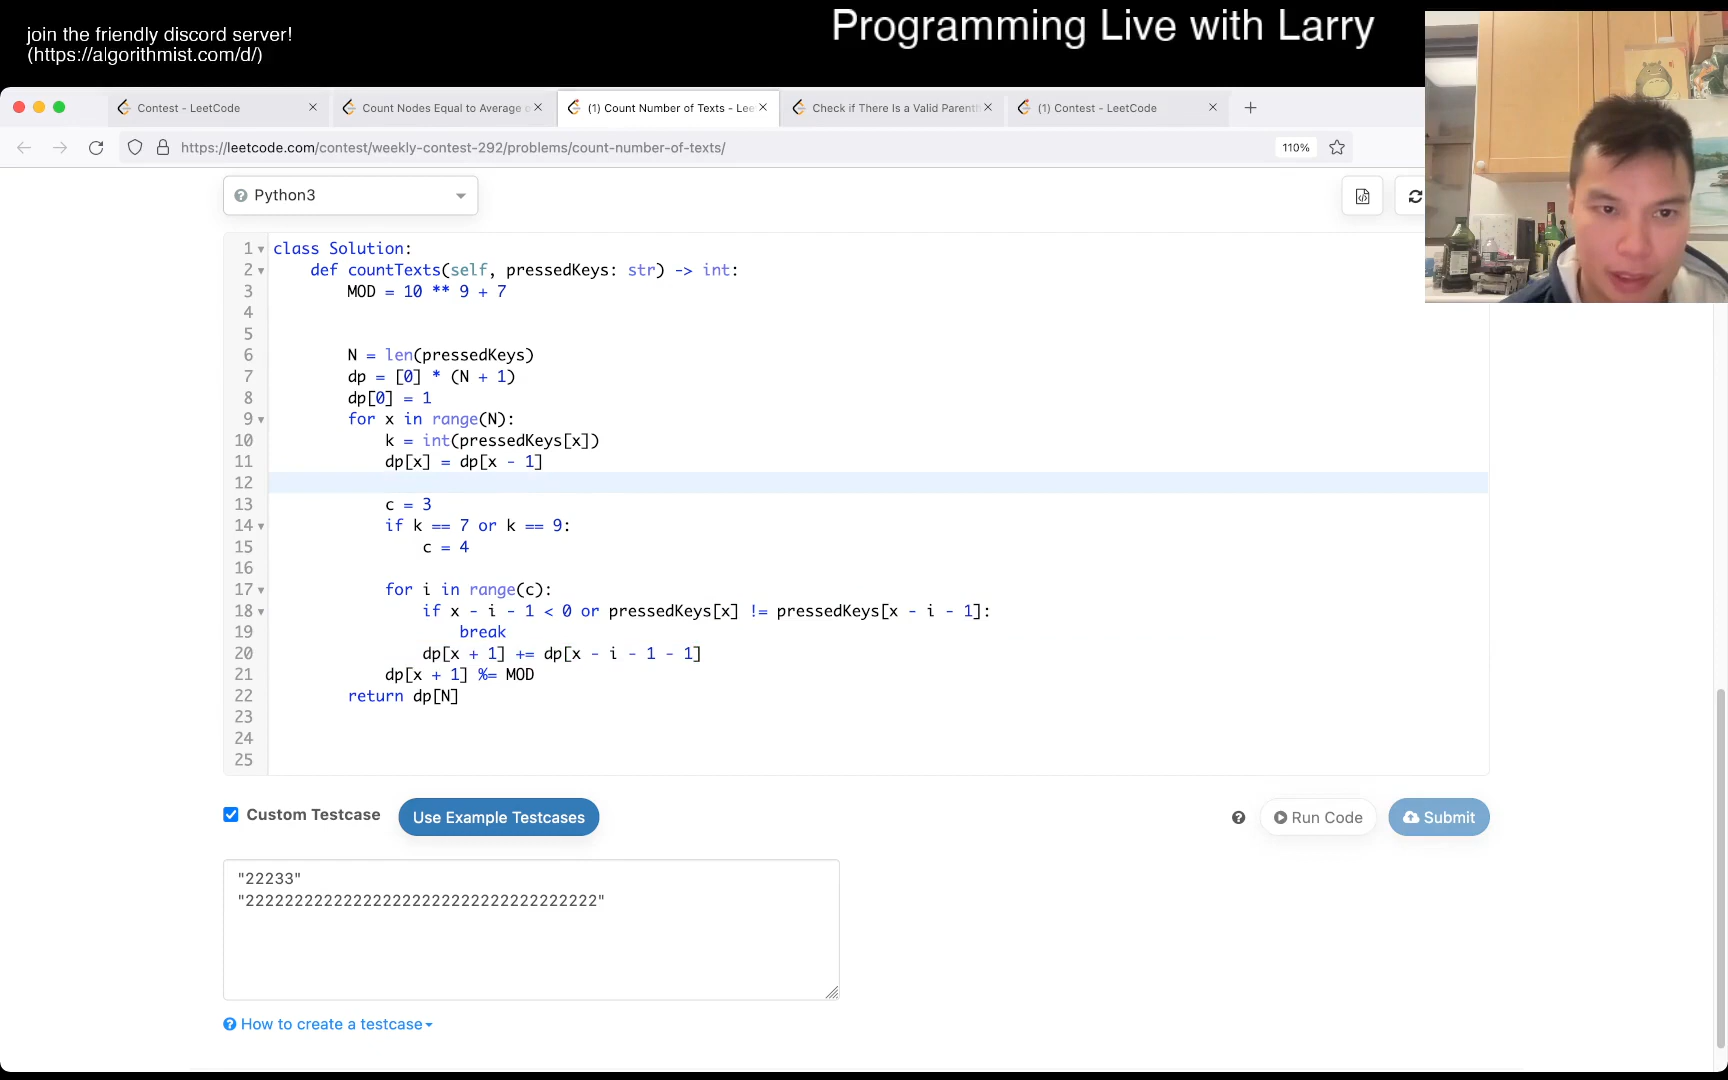 join the friendly discord server!
(https://algorithmist.com/d/)
Programming Live with Larry
Contest - LeetCode
Count Nodes Equal to Average o
(1) Count Number of Texts - Lee
Check if There Is a Valid Parent
(1) Contest - LeetCode
https://leetcode.com/contest/weekly-contest-292/problems/count-number-of-texts/
110%
Python3
1 class Solution:
2 def countTexts(self, pressedKeys: str) -> int:
3 MOD = 10 ** 9 + 7
4
5
6 N = len(pressedKeys)
7 dp = [0] * (N + 1)
8 dp[0] = 1
9 for x in range(N):
10 k = int(pressedKeys[x])
11 dp[x] = dp[x - 1]
12
13 c = 3
14 if k == 7 or k == 9:
15 c = 4
16
17 for i in range(c):
18 if x - i - 1 < 0 or pressedKeys[x] != pressedKeys[x - i - 1]:
19 break
20 dp[x + 1] += dp[x - i - 1 - 1]
21 dp[x + 1] %= MOD
22 return dp[N]
23
24
25
Custom Testcase
Use Example Testcases
Run Code
Submit
"22233"
How to create a testcase